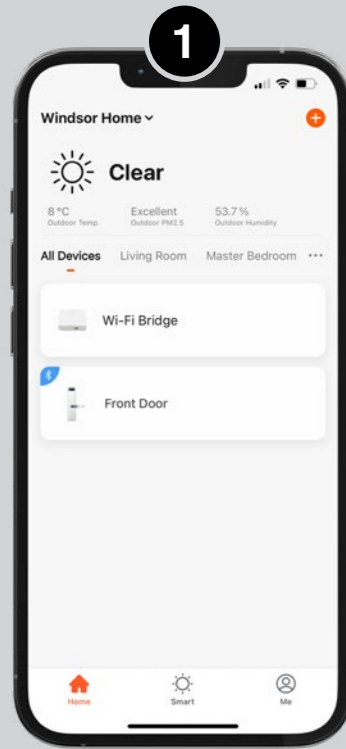 1
Windsor Home
Clear
8 °C Excellent 53.7 %
Outdoor Temp. Outdoor PM2.5 Outdoor Humidity
All Devices Living Room Master Bedroom ...
Wi-Fi Bridge
Front Door
Home Smart Me